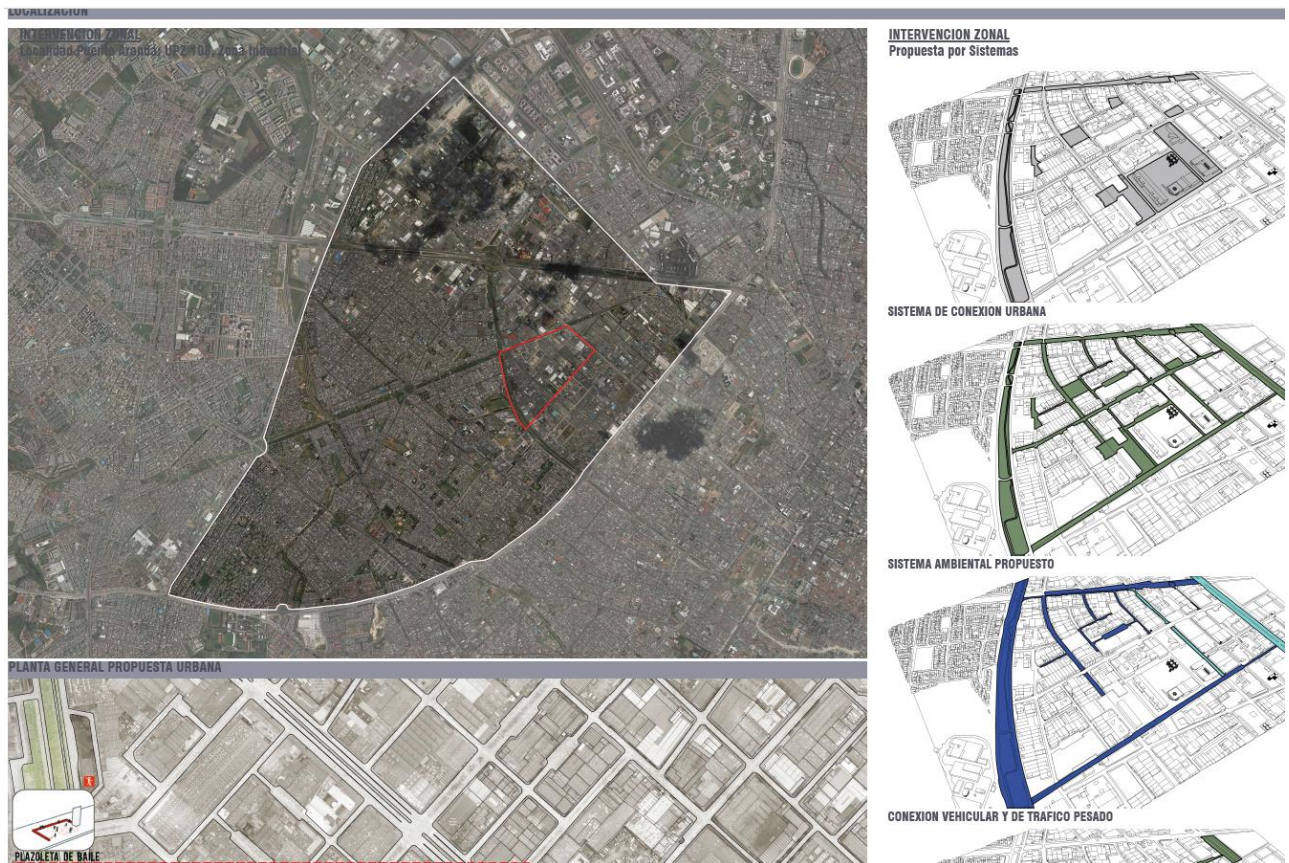 LOCALIZACION
INTERVENCION ZONAL
Localidad Puente Aranda: UPZ 108. Zona Industrial
INTERVENCION ZONAL
Propuesta por Sistemas
SISTEMA DE CONEXION URBANA
SISTEMA AMBIENTAL PROPUESTO
CONEXION VEHICULAR Y DE TRAFICO PESADO
PLANTA GENERAL PROPUESTA URBANA
PLAZOLETA DE BAILE